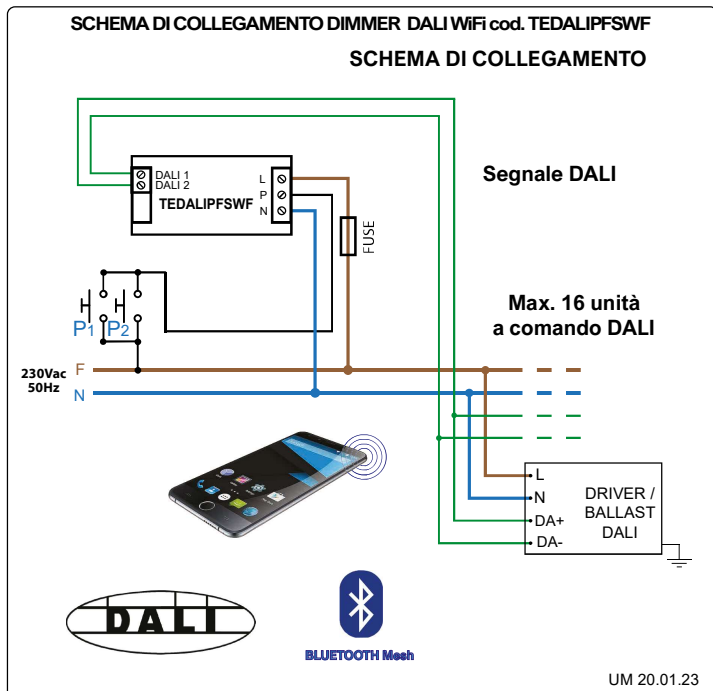 SCHEMA DI COLLEGAMENTO DIMMER DALI WiFi cod. TEDALIPFSWF
SCHEMA DI COLLEGAMENTO
DALI 1
DALI 2
TEDALIPFSWF
L
P
N
FUSE
Segnale DALI
P1 P2
Max. 16 unità
a comando DALI
230Vac
50Hz
F
N
L
N
DA+
DA-
DRIVER /
BALLAST
DALI
DALI
BLUETOOTH Mesh
UM 20.01.23